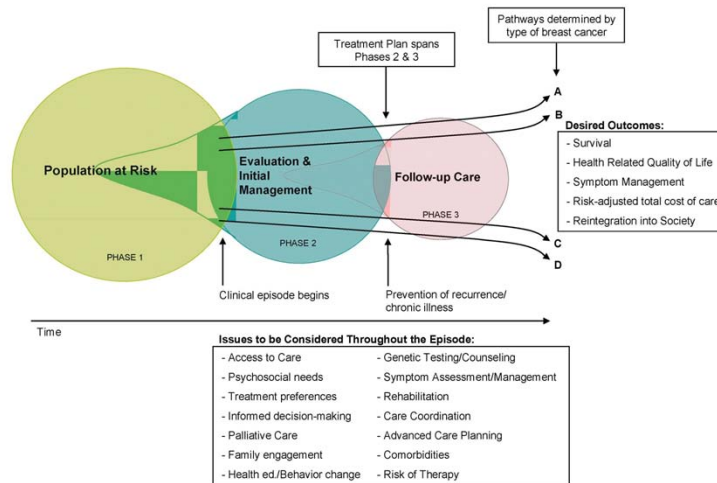 Pathways determined by
type of breast cancer
Treatment Plan spans
Phases 2 & 3
A
B
Desired Outcomes:
- Survival
- Health Related Quality of Life
- Symptom Management
- Risk-adjusted total cost of care
- Reintegration into Society
Population at Risk
Evaluation &
Initial
Management
Follow-up Care
PHASE 1
PHASE 2
PHASE 3
C
D
Clinical episode begins
Prevention of recurrence/
chronic illness
Time
Issues to be Considered Throughout the Episode:
- Access to Care
- Psychosocial needs
- Treatment preferences
- Informed decision-making
- Palliative Care
- Family engagement
- Health ed./Behavior change
- Genetic Testing/Counseling
- Symptom Assessment/Management
- Rehabilitation
- Care Coordination
- Advanced Care Planning
- Comorbidities
- Risk of Therapy